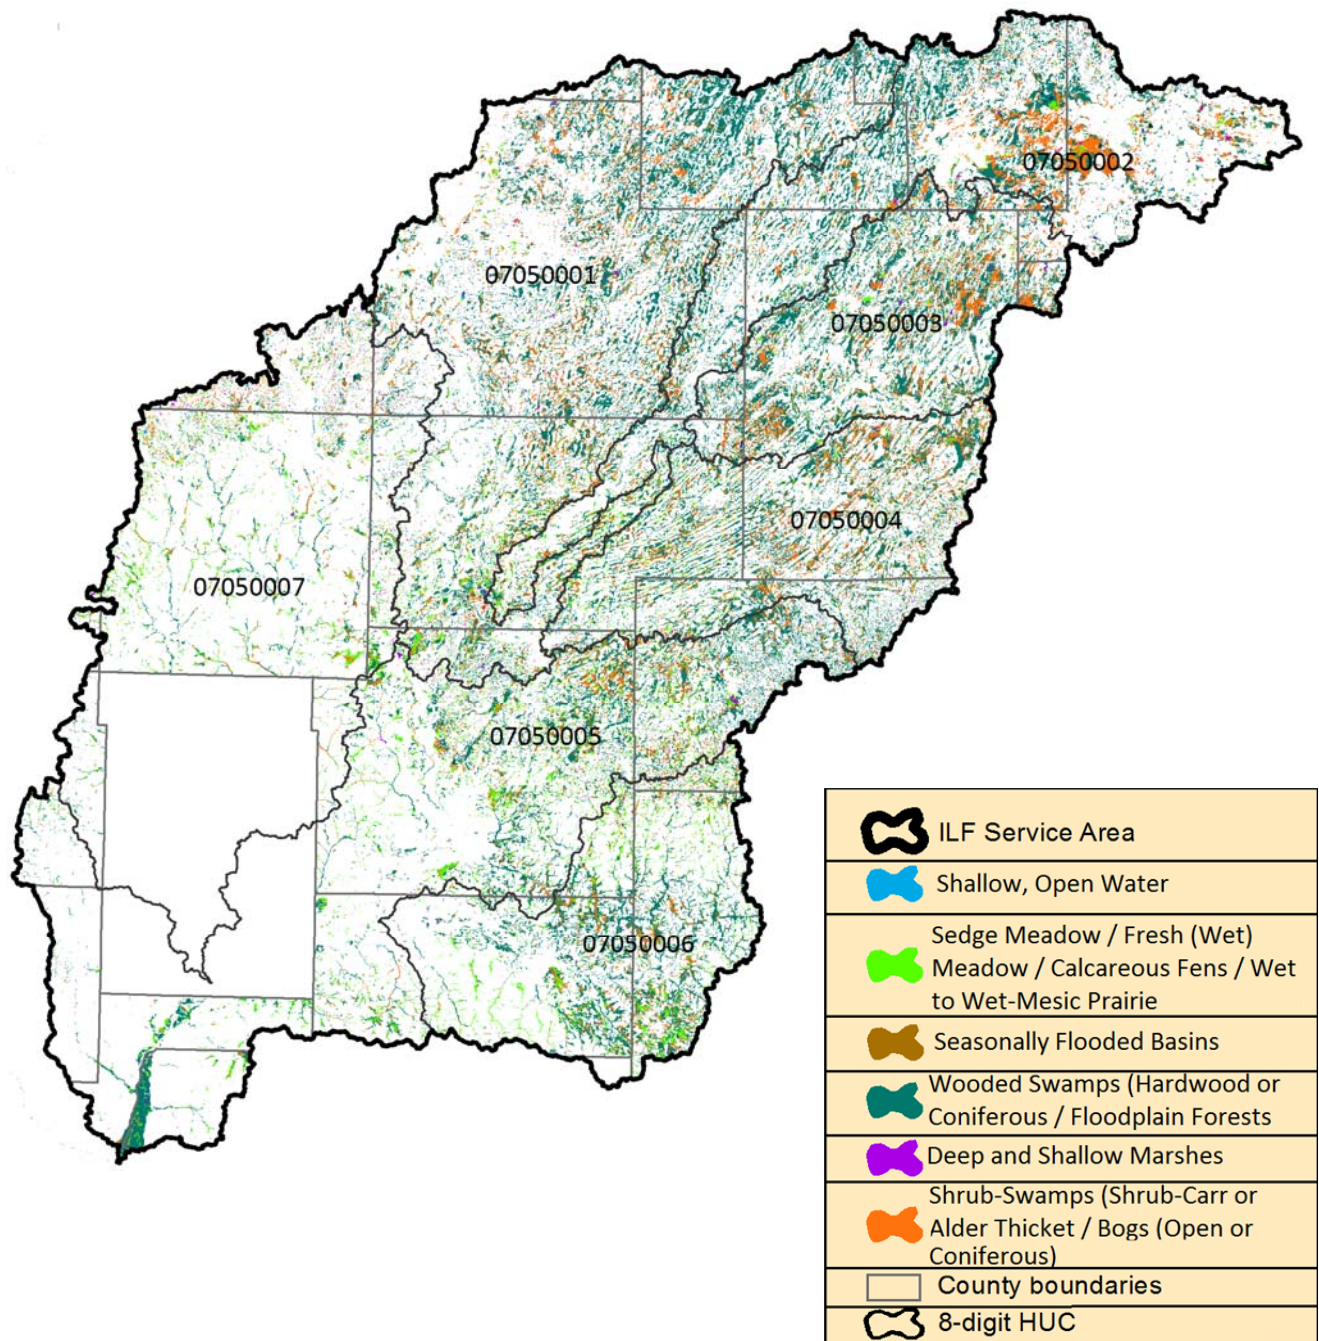 07050002
07050001
07050003
07050004
07050007
07050005
07050006
ILF Service Area
Shallow, Open Water
Sedge Meadow / Fresh (Wet)
Meadow / Calcareous Fens / Wet
to Wet-Mesic Prairie
Seasonally Flooded Basins
Wooded Swamps (Hardwood or
Coniferous / Floodplain Forests
Deep and Shallow Marshes
Shrub-Swamps (Shrub-Carr or
Alder Thicket / Bogs (Open or
Coniferous)
County boundaries
8-digit HUC